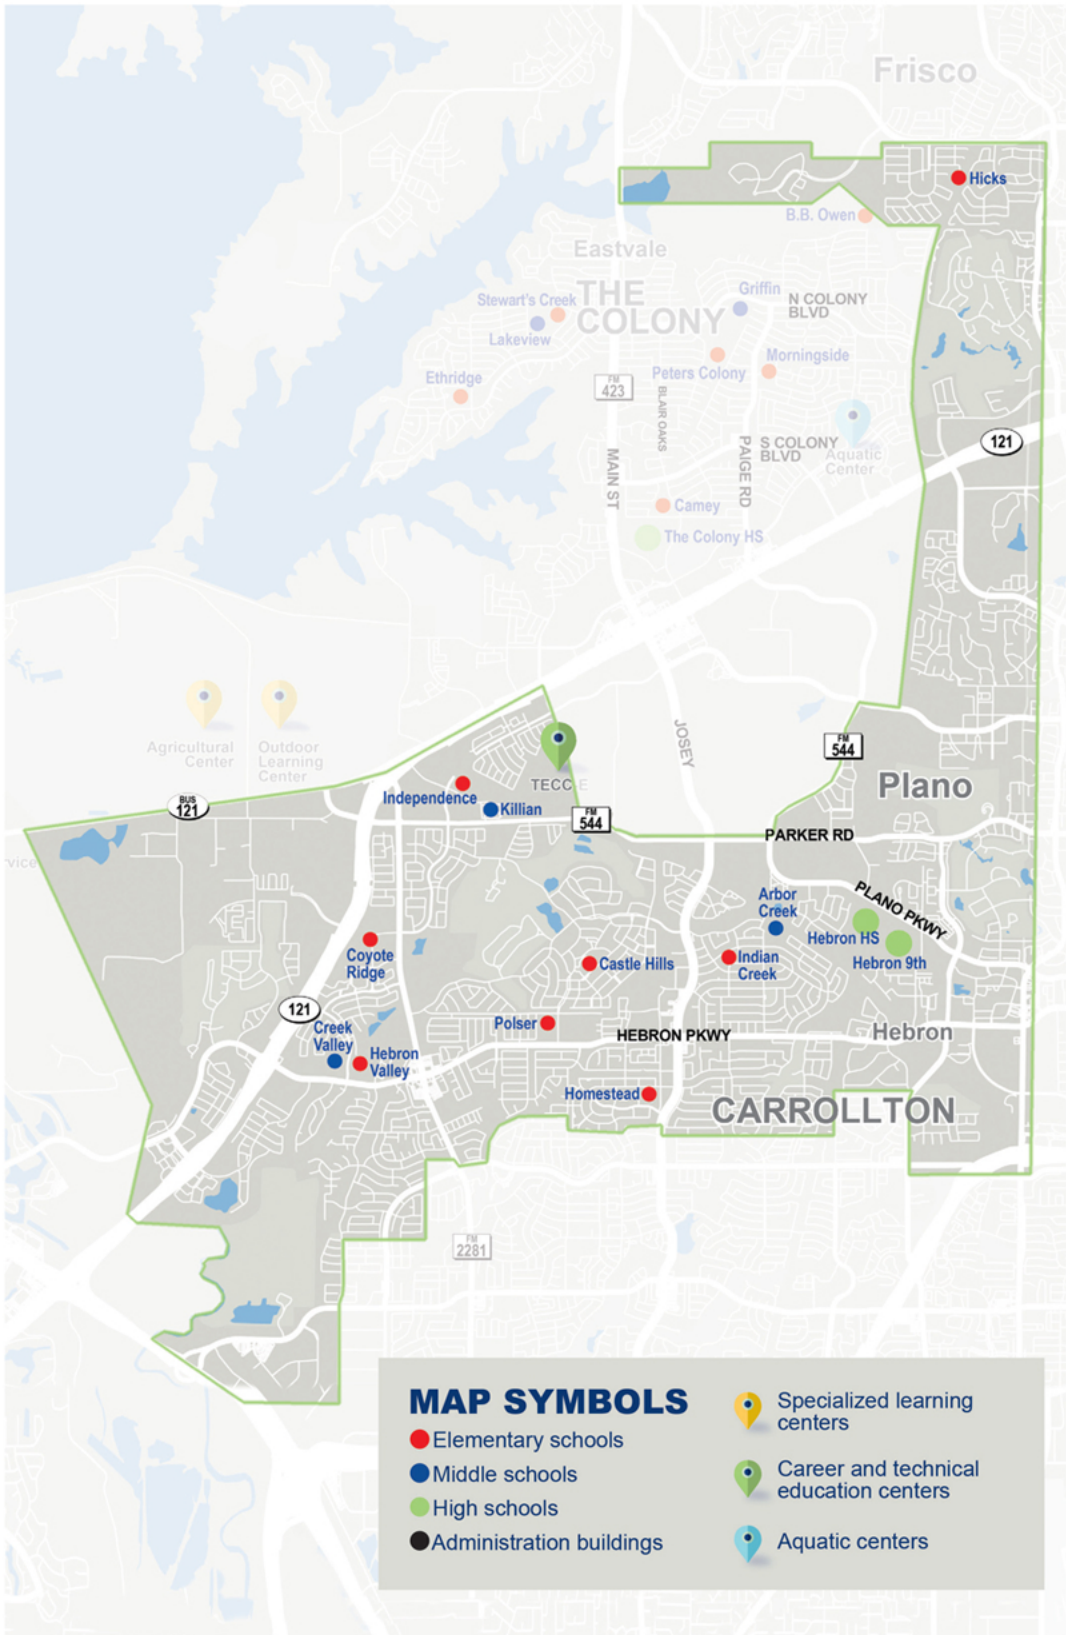 Frisco
Hicks
B.B. Owen
Eastvale
THE
COLONY
Griffin
N COLONY
BLVD
Stewart's Creek
Lakeview
Peters Colony
Morningside
Ethridge
FM
423
BLAIR OAKS
MAIN ST
PAIGE RD
S COLONY
BLVD
Aquatic
Center
121
Camey
The Colony HS
Agricultural
Center
Outdoor
Learning
Center
JOSEY
FM
544
TECC-E
Plano
Independence
Killian
BUS
121
FM
544
PARKER RD
rvice
Arbor
Creek
PLANO PKWY
Hebron HS
Hebron 9th
Coyote
Ridge
Castle Hills
Indian
Creek
121
Creek
Valley
Hebron
Valley
Polser
HEBRON PKWY
Hebron
Homestead
CARROLLTON
FM
2281
MAP SYMBOLS
Elementary schools
Middle schools
High schools
Administration buildings
Specialized learning
centers
Career and technical
education centers
Aquatic centers